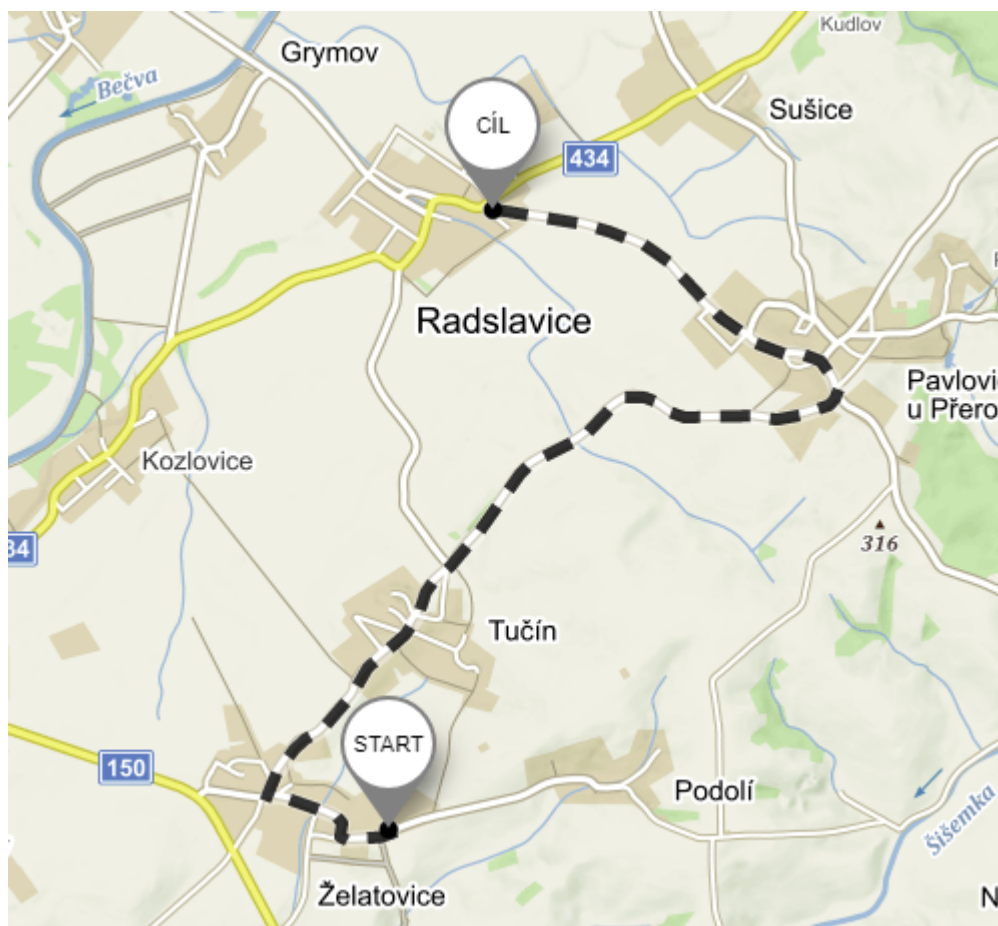 Kudlov
Grymov
Bečva
Sušice
CÍL
434
Radslavice
Pavlovi
u Přero
Kozlovice
34
316
Tučín
START
150
Podolí
Šišemka
Želatovice
N